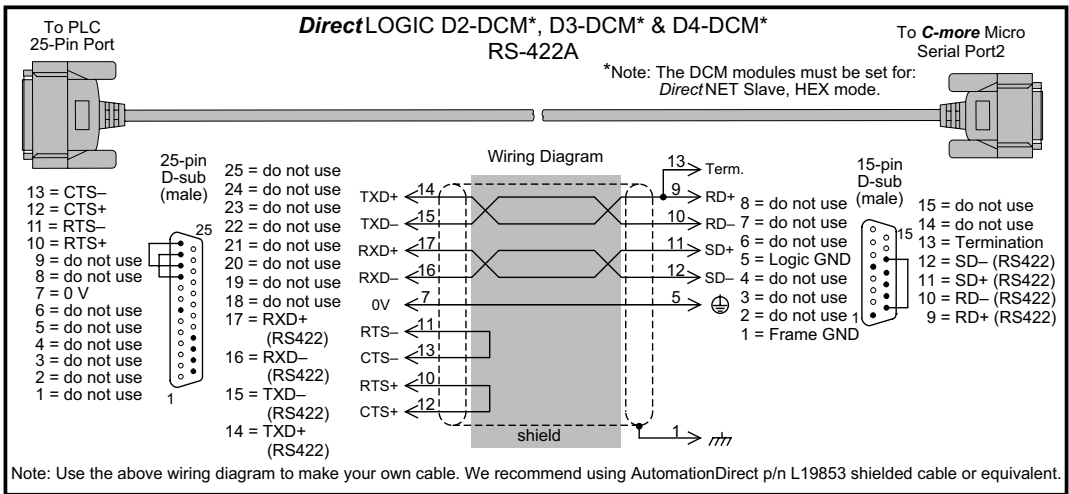 DirectLOGIC D2-DCM*, D3-DCM* & D4-DCM*
RS-422A
To PLC
25-Pin Port
To C-more Micro
Serial Port2
*Note: The DCM modules must be set for:
DirectNET Slave, HEX mode.
25-pin
D-sub
(male)
13 = CTS–
12 = CTS+
11 = RTS–
10 = RTS+
9 = do not use
8 = do not use
7 = 0 V
6 = do not use
5 = do not use
4 = do not use
3 = do not use
2 = do not use
1 = do not use
25
1
25 = do not use
24 = do not use
23 = do not use
22 = do not use
21 = do not use
20 = do not use
19 = do not use
18 = do not use
17 = RXD+
(RS422)
16 = RXD–
(RS422)
15 = TXD–
(RS422)
14 = TXD+
(RS422)
Wiring Diagram
13 Term.
TXD+ 14 9 RD+
TXD– 15 10 RD–
RXD+ 17 11 SD+
RXD– 16 12 SD–
0V 7 5
RTS– 11
CTS– 13
RTS+ 10
CTS+ 12
shield
1
8 = do not use
7 = do not use
6 = do not use
5 = Logic GND
4 = do not use
3 = do not use
2 = do not use
1 = Frame GND
15-pin
D-sub
(male)
15
1
15 = do not use
14 = do not use
13 = Termination
12 = SD– (RS422)
11 = SD+ (RS422)
10 = RD– (RS422)
9 = RD+ (RS422)
Note: Use the above wiring diagram to make your own cable. We recommend using AutomationDirect p/n L19853 shielded cable or equivalent.